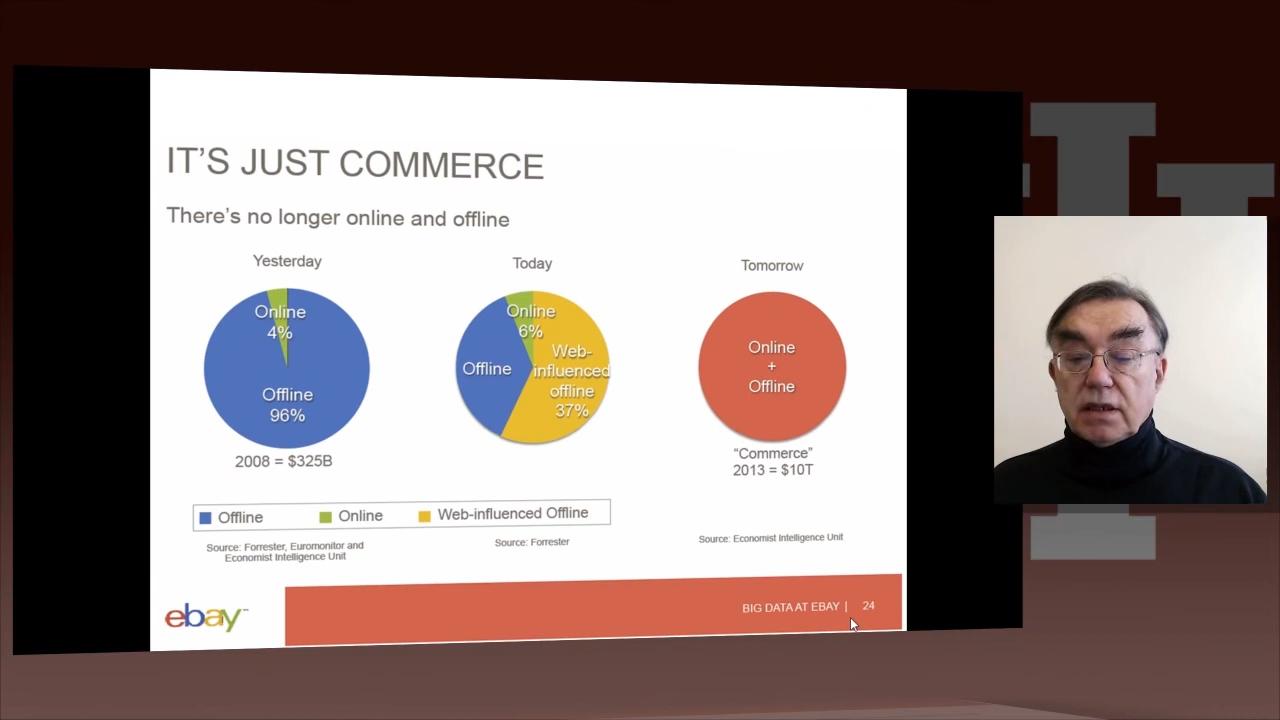 IT'S JUST COMMERCE
There's no longer online and offline
Yesterday
Online
4%
Offline
96%
2008 = $325B
Today
Online
6%
Offline
Web-
influenced
offline
37%
Tomorrow
Online
+
Offline
"Commerce"
2013 = $10T
Offline
Online
Web-influenced Offline
Source: Forrester, Euromonitor and
Economist Intelligence Unit
Source: Forrester
Source: Economist Intelligence Unit
ebay™
BIG DATA AT EBAY | 24